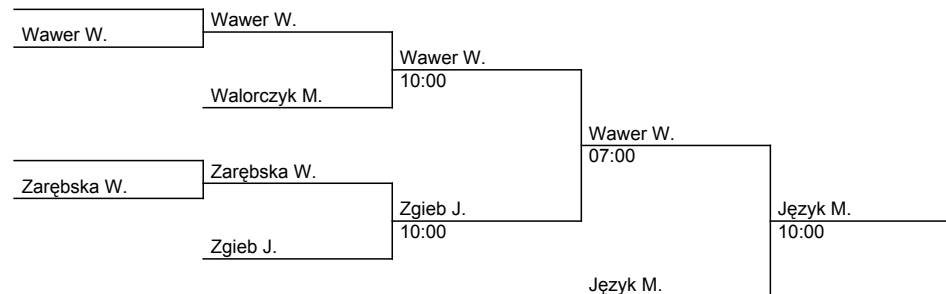 Wawer W.
Wawer W.
Wawer W.
10:00
Walorczyk M.
Wawer W.
07:00
Zarębska W.
Zarębska W.
Zgieb J.
10:00
Zgieb J.
Język M.
10:00
Język M.